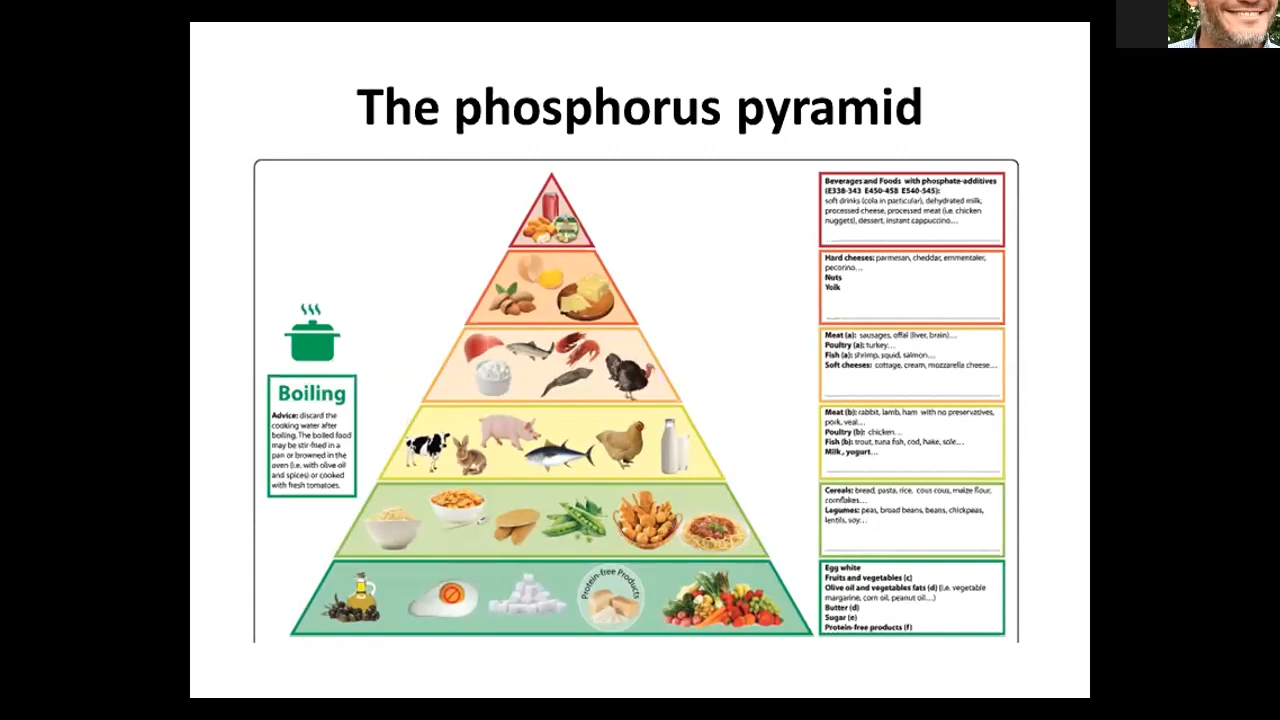 The phosphorus pyramid
Beverages and Foods with phosphate-additives
(E338-343 E450-458 E540-545):
soft drinks (cola in particular), dehydrated milk,
processed cheese, processed meat (i.e. chicken
nuggets), dessert, instant cappuccino...
Hard cheeses: parmesan, cheddar, emmentaler,
pecorino...
Nuts
Yolk
Meat (a): sausages, offal (liver, brain)...
Poultry (a): turkey...
Fish (a): shrimp, squid, salmon...
Soft cheeses: cottage, cream, mozzarella cheese...
Boiling
Advice: discard the
cooking water after
boiling. The boiled food
may be stir-fried in a
pan or browned in the
oven (i.e. with olive oil
and spices) or cooked
with fresh tomatoes.
Meat (b): rabbit, lamb, ham with no preservatives,
pork, veal...
Poultry (b): chicken...
Fish (b): trout, tuna fish, cod, hake, sole...
Milk, yogurt...
Cereals: bread, pasta, rice, cous cous, maize flour,
cornflakes...
Legumes: peas, broad beans, beans, chickpeas,
lentils, soy...
Protein-free Products
Egg white
Fruits and vegetables (c)
Olive oil and vegetables fats (d) (i.e. vegetable
margarine, corn oil, peanut oil...)
Butter (d)
Sugar (e)
Protein-free products (f)